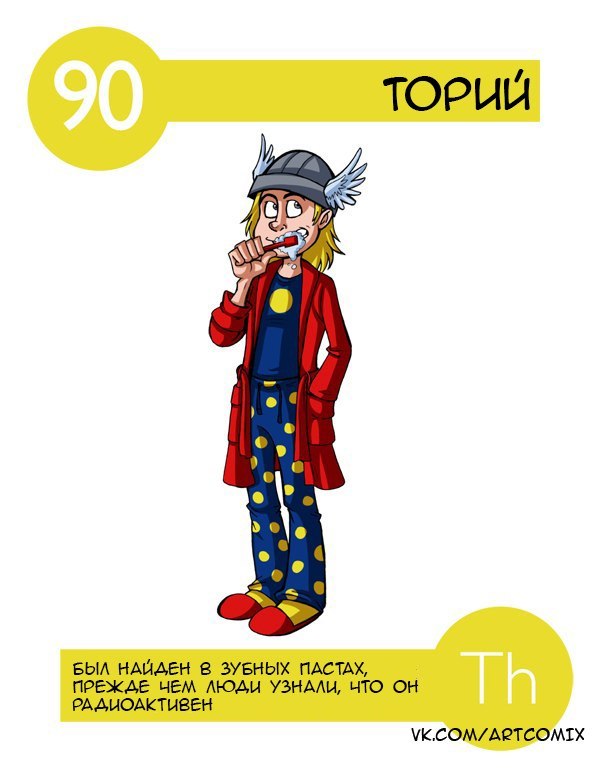 90
ТОРИЙ
БЫЛ НАЙДЕН В ЗУБНЫХ ПАСТАХ,
ПРЕЖДЕ ЧЕМ ЛЮДИ УЗНАЛИ, ЧТО ОН
РАДИОАКТИВЕН
Th
VK.COM/ARTCOMIX